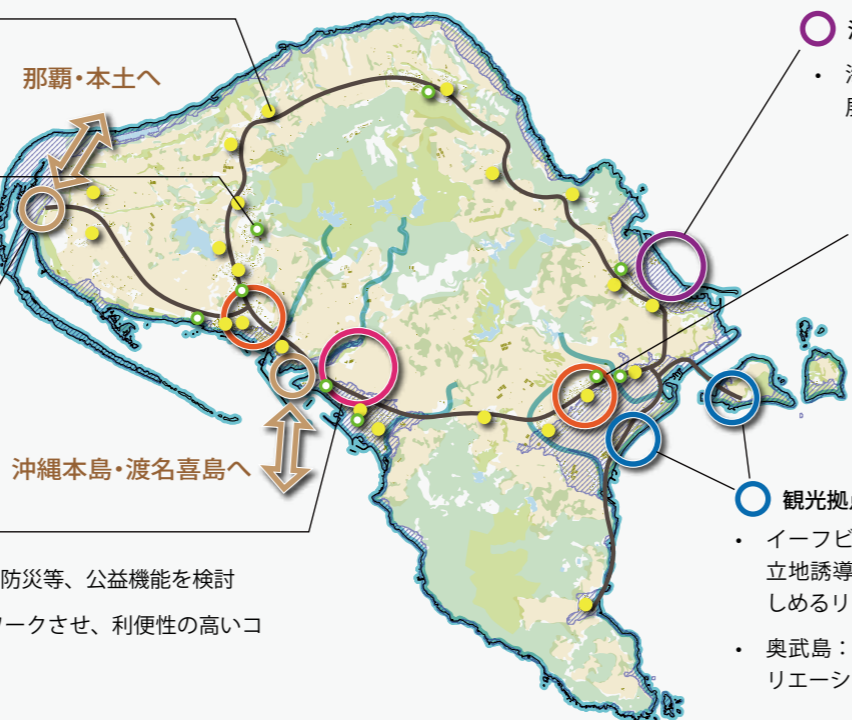 那覇・本土へ
沖縄本島・渡名喜島へ
防災等、公益機能を検討
ワークさせ、利便性の高いコ
観光拠点
• イーフビ
立地誘導
しめるリ
• 奥武島：
リエーシ